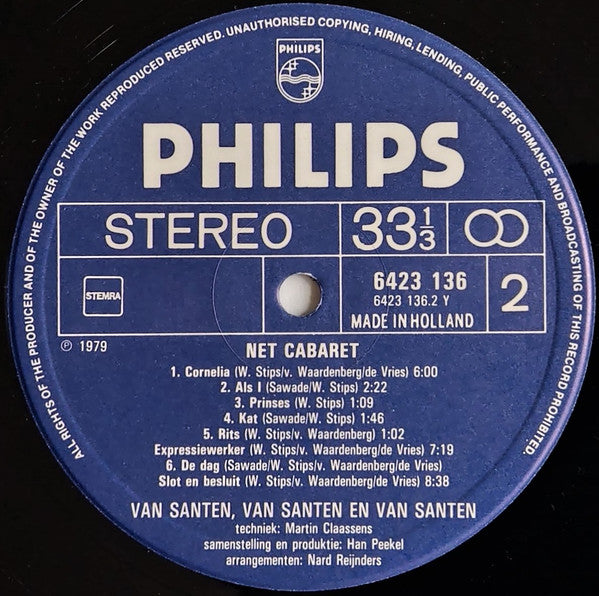 ALL RIGHTS OF THE PRODUCER AND OF THE OWNER OF THE WORK REPRODUCED RESERVED. UNAUTHORISED COPYING, HIRING, LENDING, PUBLIC PERFORMANCE AND BROADCASTING OF THIS RECORD PROHIBITED.
PHILIPS
PHILIPS
STEREO 33 1/3
STEMRA
6423 136
6423 136.2 Y
MADE IN HOLLAND
2
℗ 1979
NET CABARET
1. Cornelia (W. Stips/v. Waardenberg/de Vries) 6:00
2. Als I (Sawade/W. Stips) 2:22
3. Prinses (W. Stips) 1:09
4. Kat (Sawade/W. Stips) 1:46
5. Rits (W. Stips/v. Waardenberg) 1:02
Expressiewerker (W. Stips/v. Waardenberg/de Vries) 7:19
6. De dag (Sawade/W. Stips/v. Waardenberg/de Vries)
Slot en besluit (W. Stips/v. Waardenberg/de Vries) 8:38
VAN SANTEN, VAN SANTEN EN VAN SANTEN
techniek: Martin Claassens
samenstelling en produktie: Han Peekel
arrangementen: Nard Reijnders